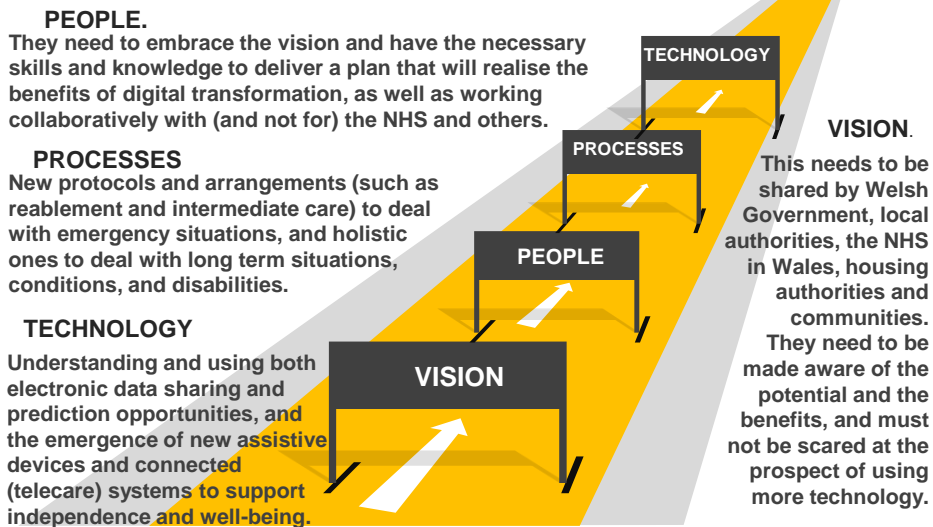 PEOPLE.
They need to embrace the vision and have the necessary
skills and knowledge to deliver a plan that will realise the
benefits of digital transformation, as well as working
collaboratively with (and not for) the NHS and others.
PROCESSES
New protocols and arrangements (such as
reablement and intermediate care) to deal
with emergency situations, and holistic
ones to deal with long term situations,
conditions, and disabilities.
TECHNOLOGY
Understanding and using both
electronic data sharing and
prediction opportunities, and
the emergence of new assistive
devices and connected
(telecare) systems to support
independence and well-being.
TECHNOLOGY
PROCESSES
PEOPLE
VISION
VISION.
This needs to be
shared by Welsh
Government, local
authorities, the NHS
in Wales, housing
authorities and
communities.
They need to be
made aware of the
potential and the
benefits, and must
not be scared at the
prospect of using
more technology.